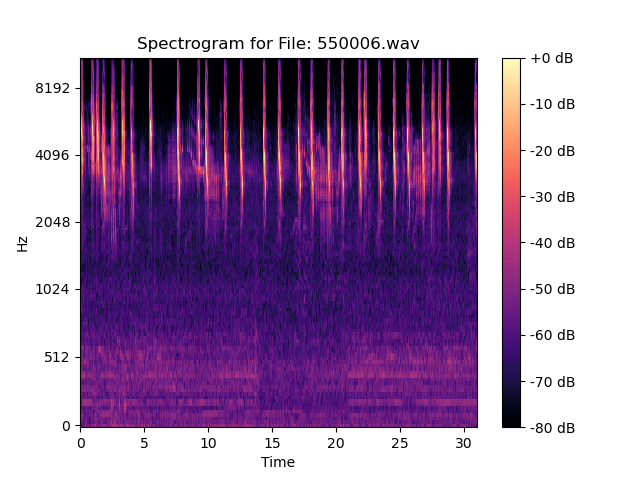 Spectrogram for File: 550006.wav
8192
4096
2048
1024
512
0
Hz
0 5 10 15 20 25 30
Time
+0 dB
-10 dB
-20 dB
-30 dB
-40 dB
-50 dB
-60 dB
-70 dB
-80 dB